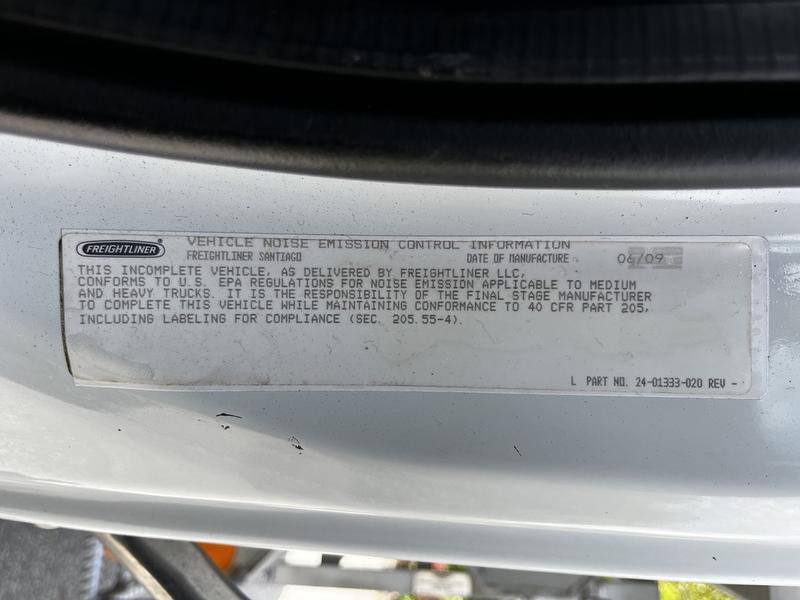 FREIGHTLINER
VEHICLE NOISE EMISSION CONTROL INFORMATION
FREIGHTLINER SANTIAGO DATE OF MANUFACTURE 06/09
THIS INCOMPLETE VEHICLE, AS DELIVERED BY FREIGHTLINER LLC,
CONFORMS TO U.S. EPA REGULATIONS FOR NOISE EMISSION APPLICABLE TO MEDIUM
AND HEAVY TRUCKS. IT IS THE RESPONSIBILITY OF THE FINAL STAGE MANUFACTURER
TO COMPLETE THIS VEHICLE WHILE MAINTAINING CONFORMANCE TO 40 CFR PART 205,
INCLUDING LABELING FOR COMPLIANCE (SEC. 205.55-4).
L PART NO. 24-01333-020 REV -